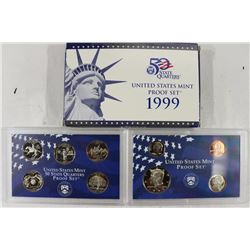 50
STATE
QUARTERS
UNITED STATES MINT
PROOF SET
1999
UNITED STATES MINT
50 STATE QUARTERS
PROOF SET
UNITED STATES MINT
PROOF SET